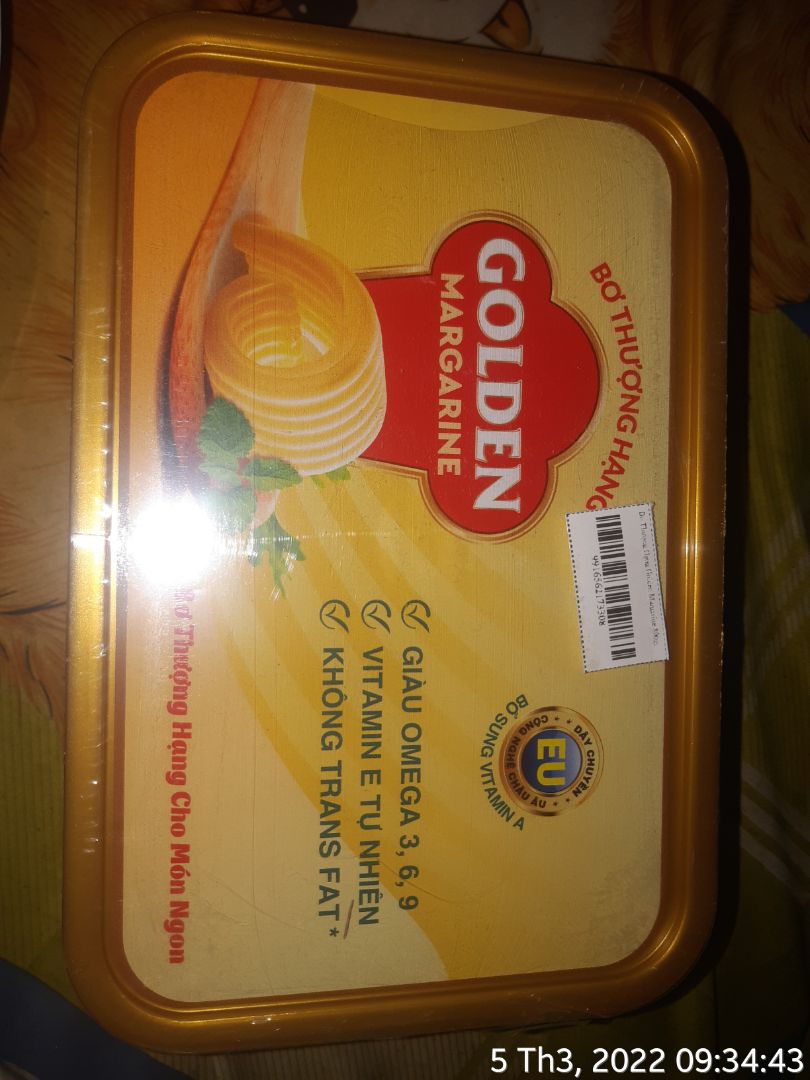 BƠ THƯỢNG HẠNG
GOLDEN
MARGARINE
9916562173308
DÂY CHUYỀN
EU
CÔNG NGHỆ CHÂU ÂU
BỔ SUNG VITAMIN A
GIÀU OMEGA 3, 6, 9
VITAMIN E TỰ NHIÊN
KHÔNG TRANS FAT*
Bơ Thượng Hạng Cho Món Ngon
5 Th3, 2022 09:34:43